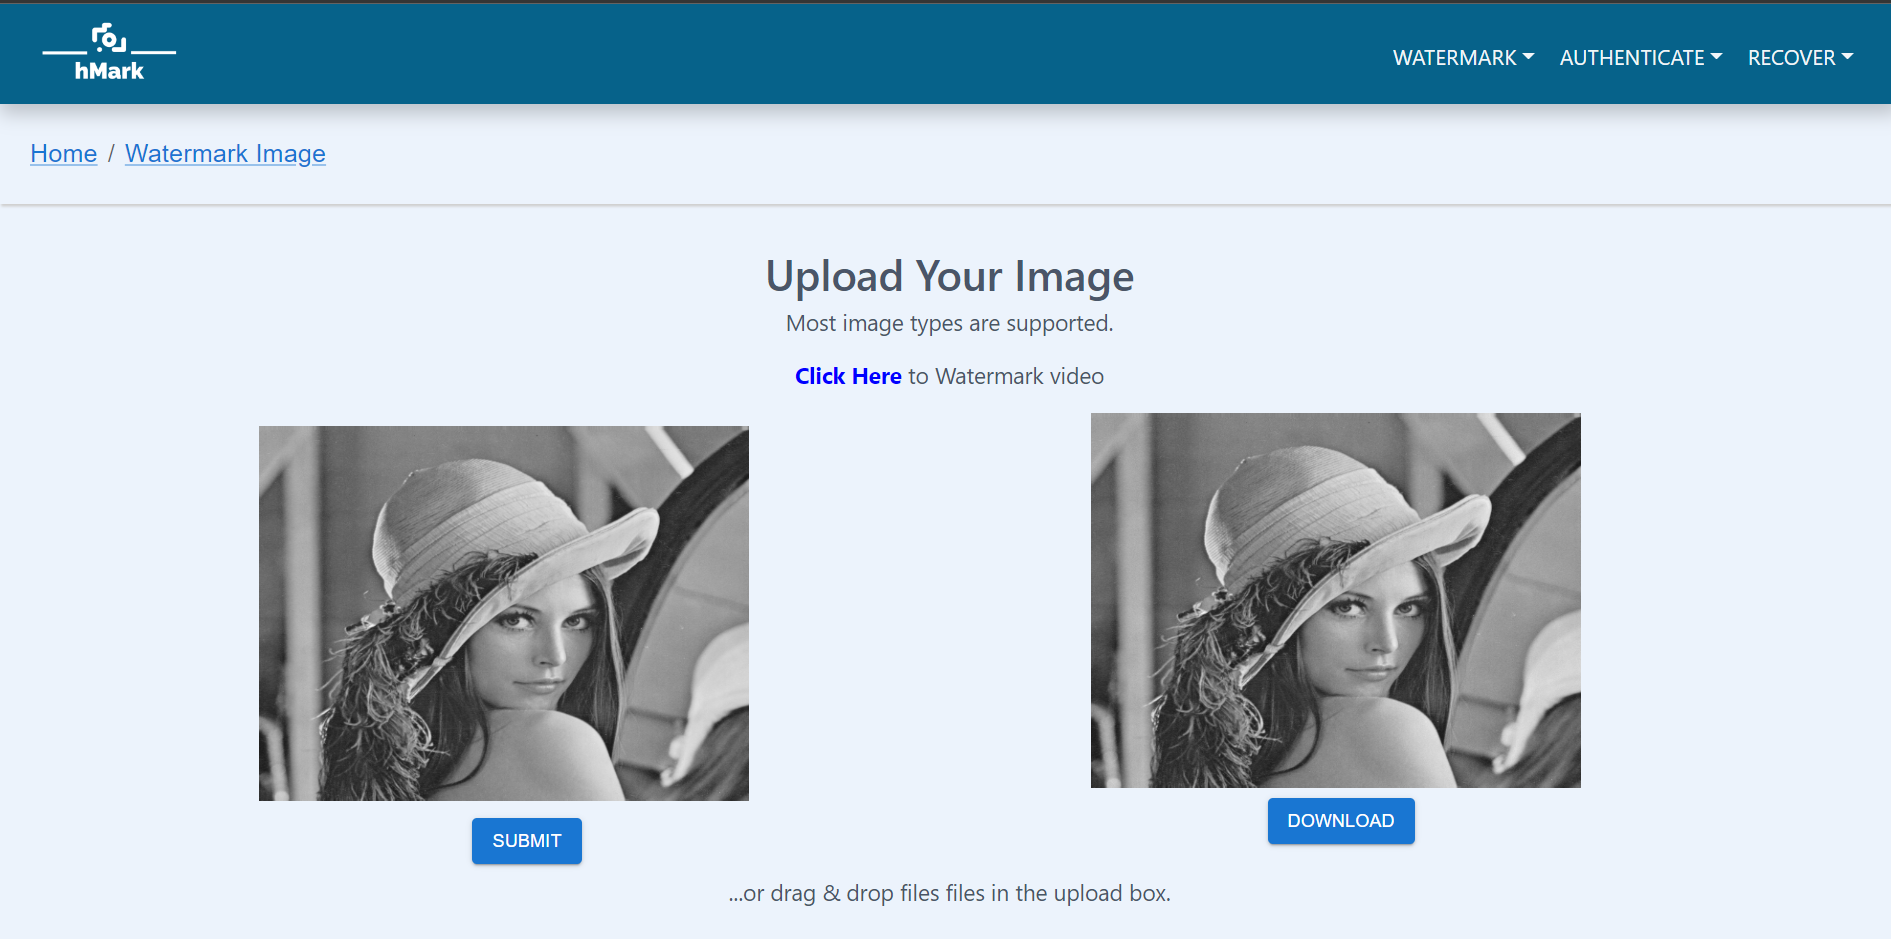 hMark
WATERMARK AUTHENTICATE RECOVER
Home / Watermark Image
Upload Your Image
Most image types are supported.
Click Here to Watermark video
SUBMIT
DOWNLOAD
...or drag & drop files files in the upload box.